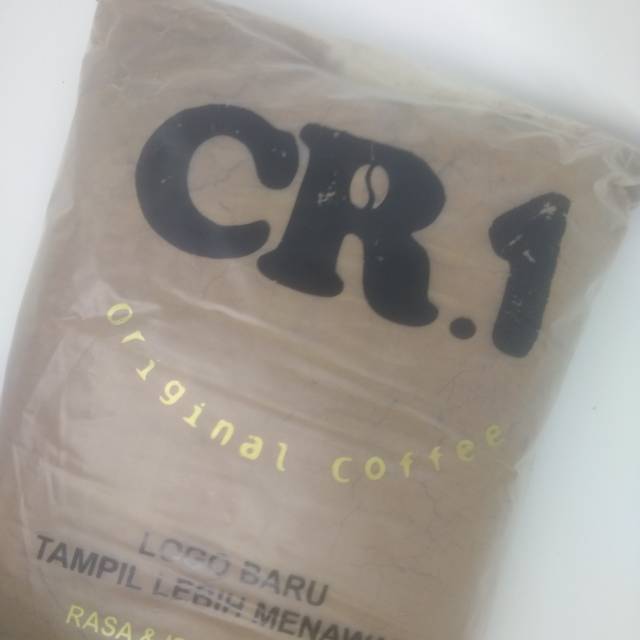 CR.1
original coffee
LOGO BARU
TAMPIL LEBIH
RASA &